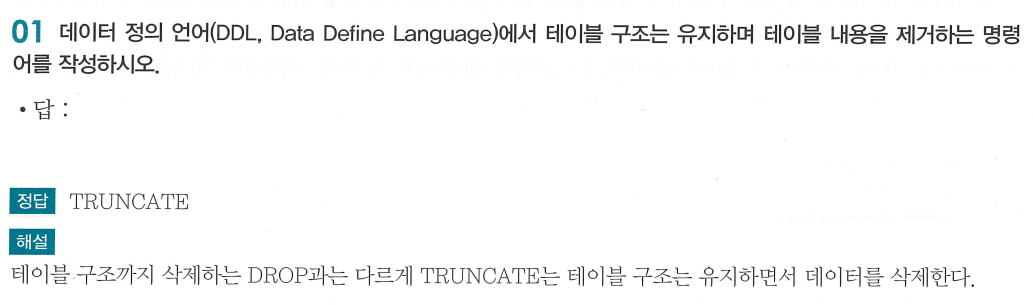 01 데이터 정의 언어(DDL, Data Define Language)에서 테이블 구조는 유지하며 테이블 내용을 제거하는 명령
어를 작성하시오.
• 답 :
정답 TRUNCATE
해설
테이블 구조까지 삭제하는 DROP과는 다르게 TRUNCATE는 테이블 구조는 유지하면서 데이터를 삭제한다.